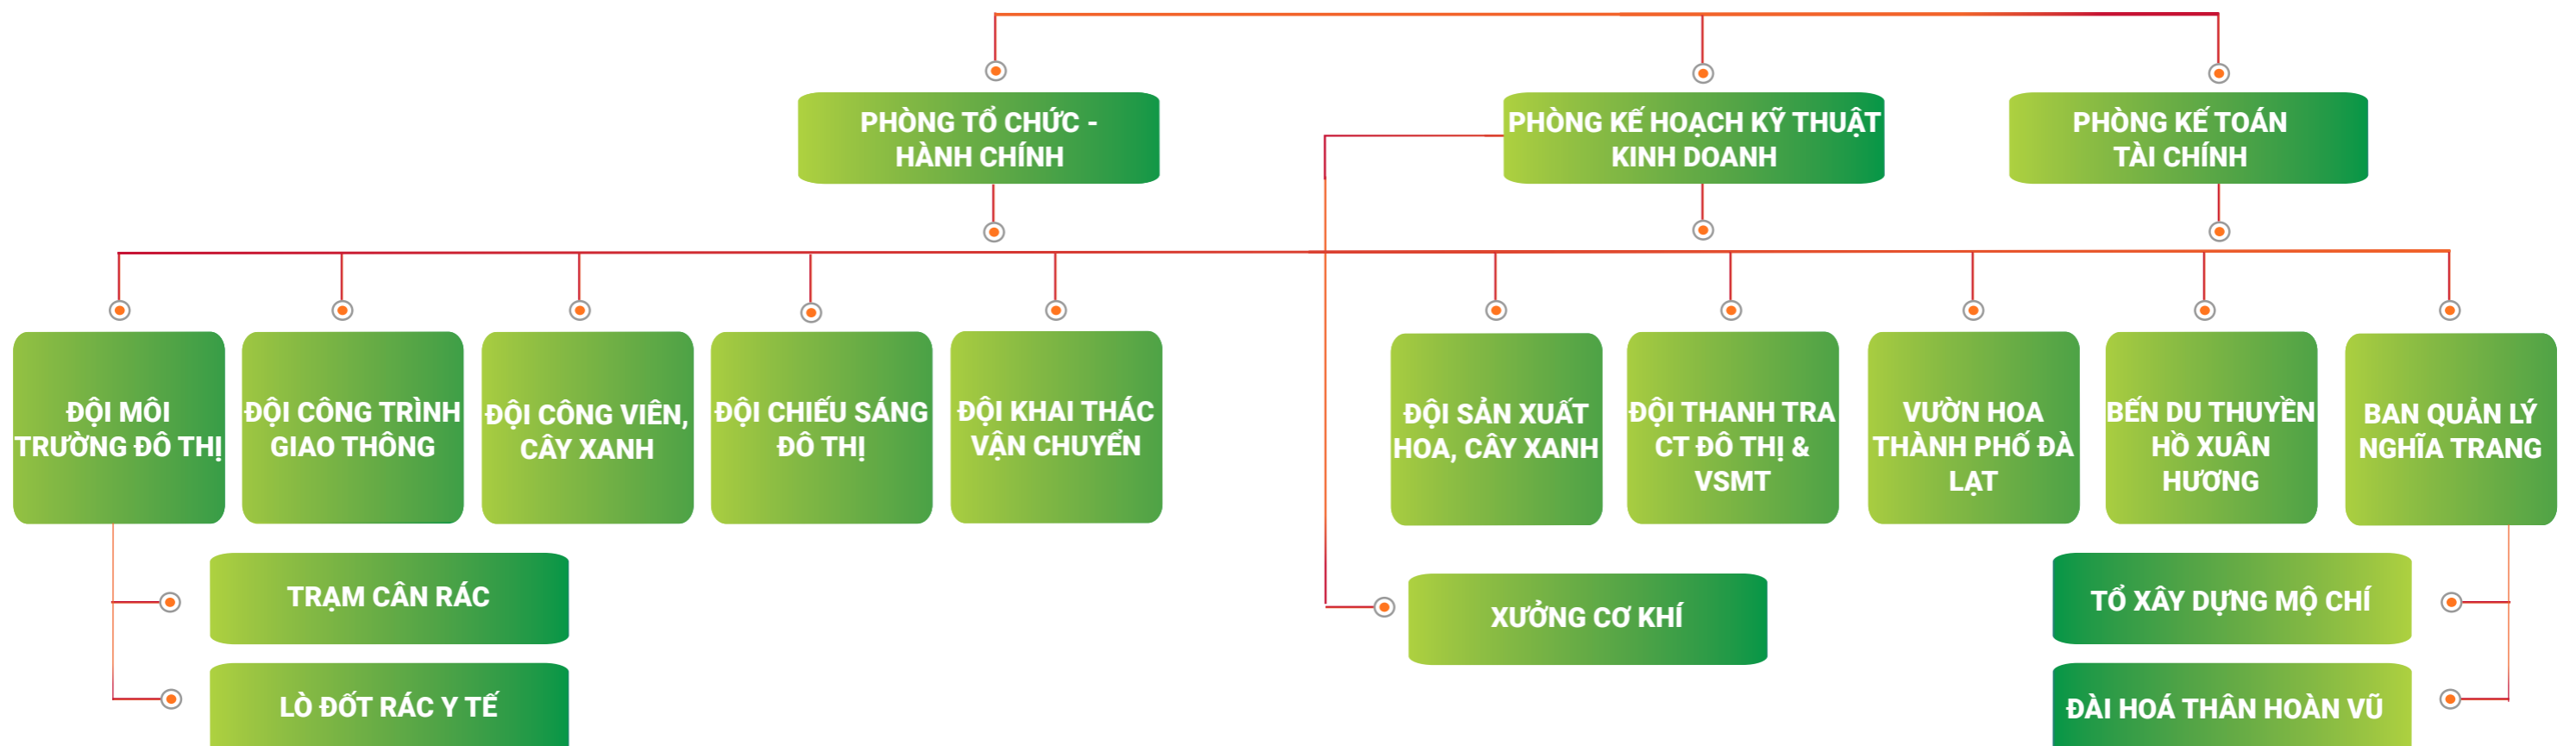 PHÒNG TỔ CHỨC -
HÀNH CHÍNH
PHÒNG KẾ HOẠCH KỸ THUẬT
KINH DOANH
PHÒNG KẾ TOÁN
TÀI CHÍNH
ĐỘI MÔI
TRƯỜNG ĐÔ THỊ
ĐỘI CÔNG TRÌNH
GIAO THÔNG
ĐỘI CÔNG VIÊN,
CÂY XANH
ĐỘI CHIẾU SÁNG
ĐÔ THỊ
ĐỘI KHAI THÁC
VẬN CHUYỂN
ĐỘI SẢN XUẤT
HOA, CÂY XANH
ĐỘI THANH TRA
CT ĐÔ THỊ &
VSMT
VƯỜN HOA
THÀNH PHỐ ĐÀ
LẠT
BẾN DU THUYỀN
HỒ XUÂN
HƯƠNG
BAN QUẢN LÝ
NGHĨA TRANG
TRẠM CÂN RÁC
LÒ ĐỐT RÁC Y TẾ
XƯỞNG CƠ KHÍ
TỔ XÂY DỰNG MỘ CHÍ
ĐÀI HOÁ THÂN HOÀN VŨ